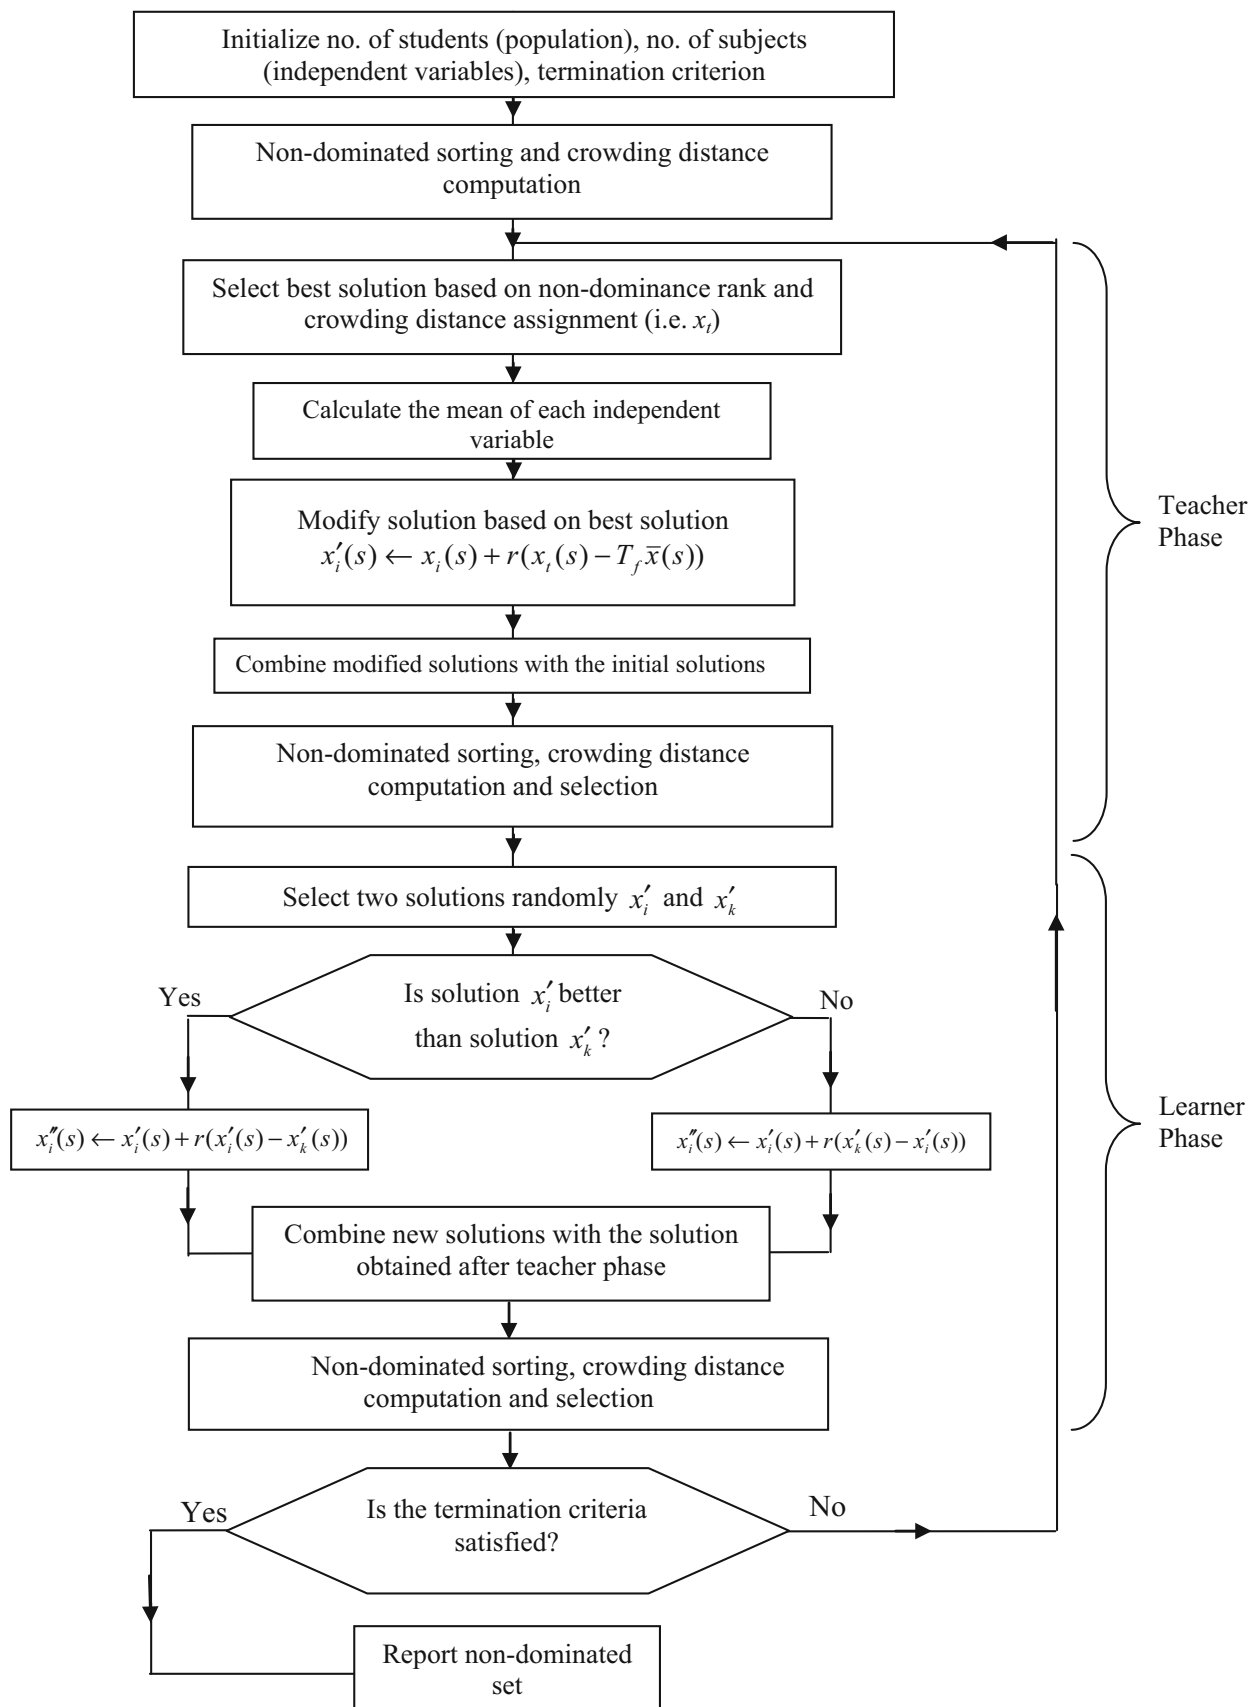 Initialize no. of students (population), no. of subjects
(independent variables), termination criterion
Non-dominated sorting and crowding distance
computation
Select best solution based on non-dominance rank and
crowding distance assignment (i.e. xₜ)
Calculate the mean of each independent
variable
Modify solution based on best solution
x′ᵢ(s) ← xᵢ(s) + r(xₜ(s) − T_f x̄(s))
Combine modified solutions with the initial solutions
Non-dominated sorting, crowding distance
computation and selection
Teacher
Phase
Select two solutions randomly x′ᵢ and x′ₖ
Is solution x′ᵢ better
than solution x′ₖ ?
Yes
No
x″ᵢ(s) ← x′ᵢ(s) + r(x′ᵢ(s) − x′ₖ(s))
x″ᵢ(s) ← x′ᵢ(s) + r(x′ₖ(s) − x′ᵢ(s))
Combine new solutions with the solution
obtained after teacher phase
Non-dominated sorting, crowding distance
computation and selection
Learner
Phase
Is the termination criteria
satisfied?
Yes
No
Report non-dominated
set